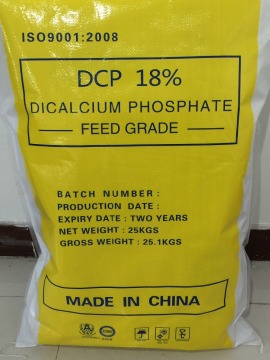 ISO9001:2008
DCP 18%
DICALCIUM PHOSPHATE
FEED GRADE
BATCH NUMBER :
PRODUCTION DATE :
EXPIRY DATE : TWO YEARS
NET WEIGHT : 25KGS
GROSS WEIGHT : 25.1KGS
MADE IN CHINA